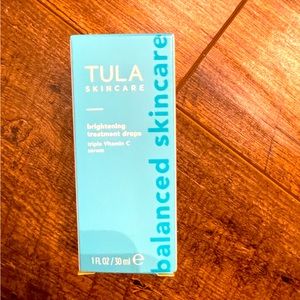 TULA
SKINCARE
brightening
treatment drops
triple Vitamin C
serum
1 FL OZ / 30 ml e
balanced skincare